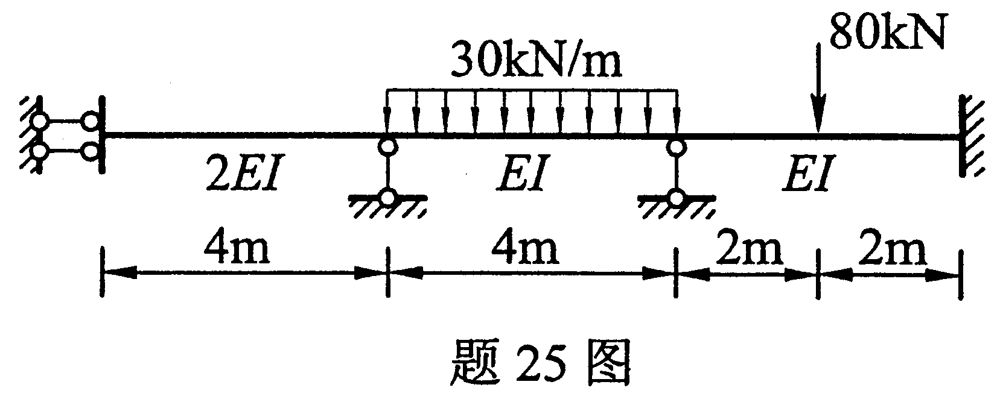 80kN
30kN/m
2EI EI EI
4m 4m 2m 2m
题 25 图